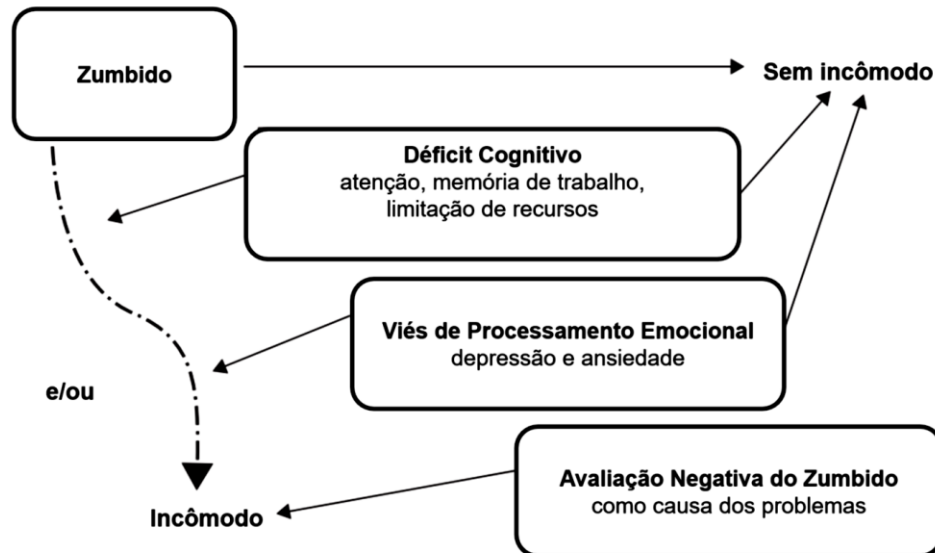 Zumbido
Sem incômodo
Déficit Cognitivo
atenção, memória de trabalho,
limitação de recursos
Viés de Processamento Emocional
depressão e ansiedade
e/ou
Avaliação Negativa do Zumbido
como causa dos problemas
Incômodo